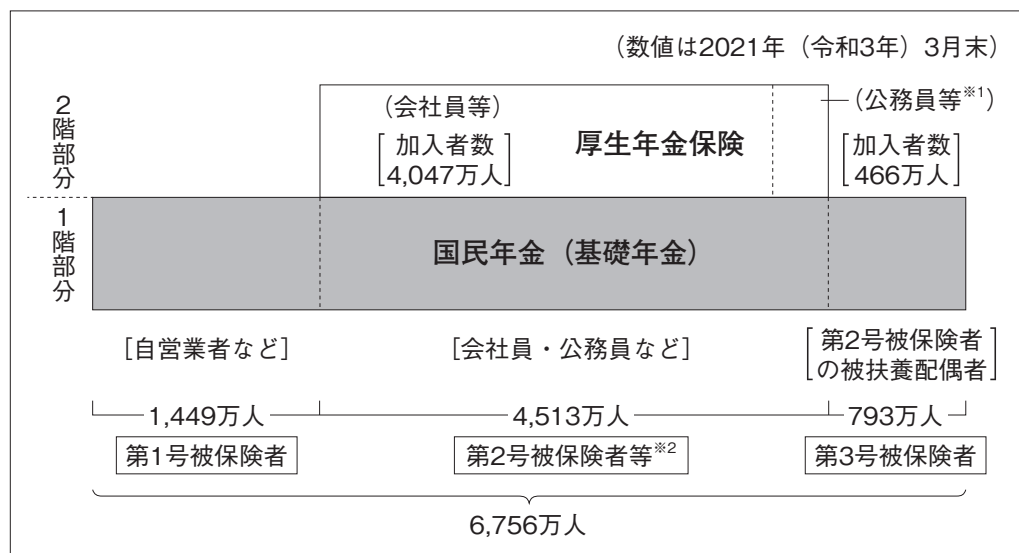 (数値は2021年（令和3年）3月末)
2階部分
(会社員等)
[加入者数
4,047万人]
厚生年金保険
(公務員等※1)
[加入者数
466万人]
1階部分
国民年金（基礎年金）
[自営業者など]
[会社員・公務員など]
[第2号被保険者
の被扶養配偶者]
1,449万人
4,513万人
793万人
第1号被保険者
第2号被保険者等※2
第3号被保険者
6,756万人